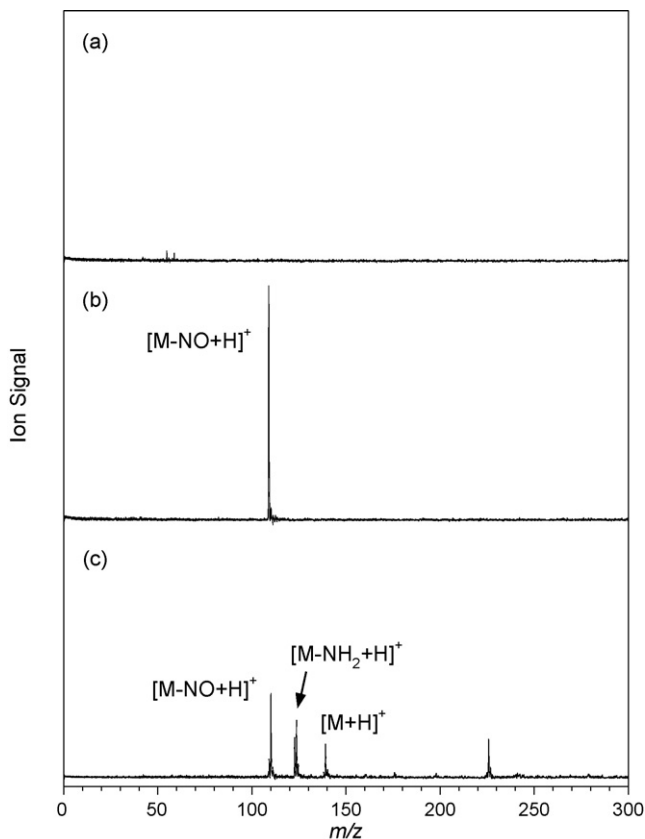 (a)
(b)
[M-NO+H]⁺
Ion Signal
(c)
[M-NH₂+H]⁺
[M-NO+H]⁺
[M+H]⁺
0 50 100 150 200 250 300
m/z